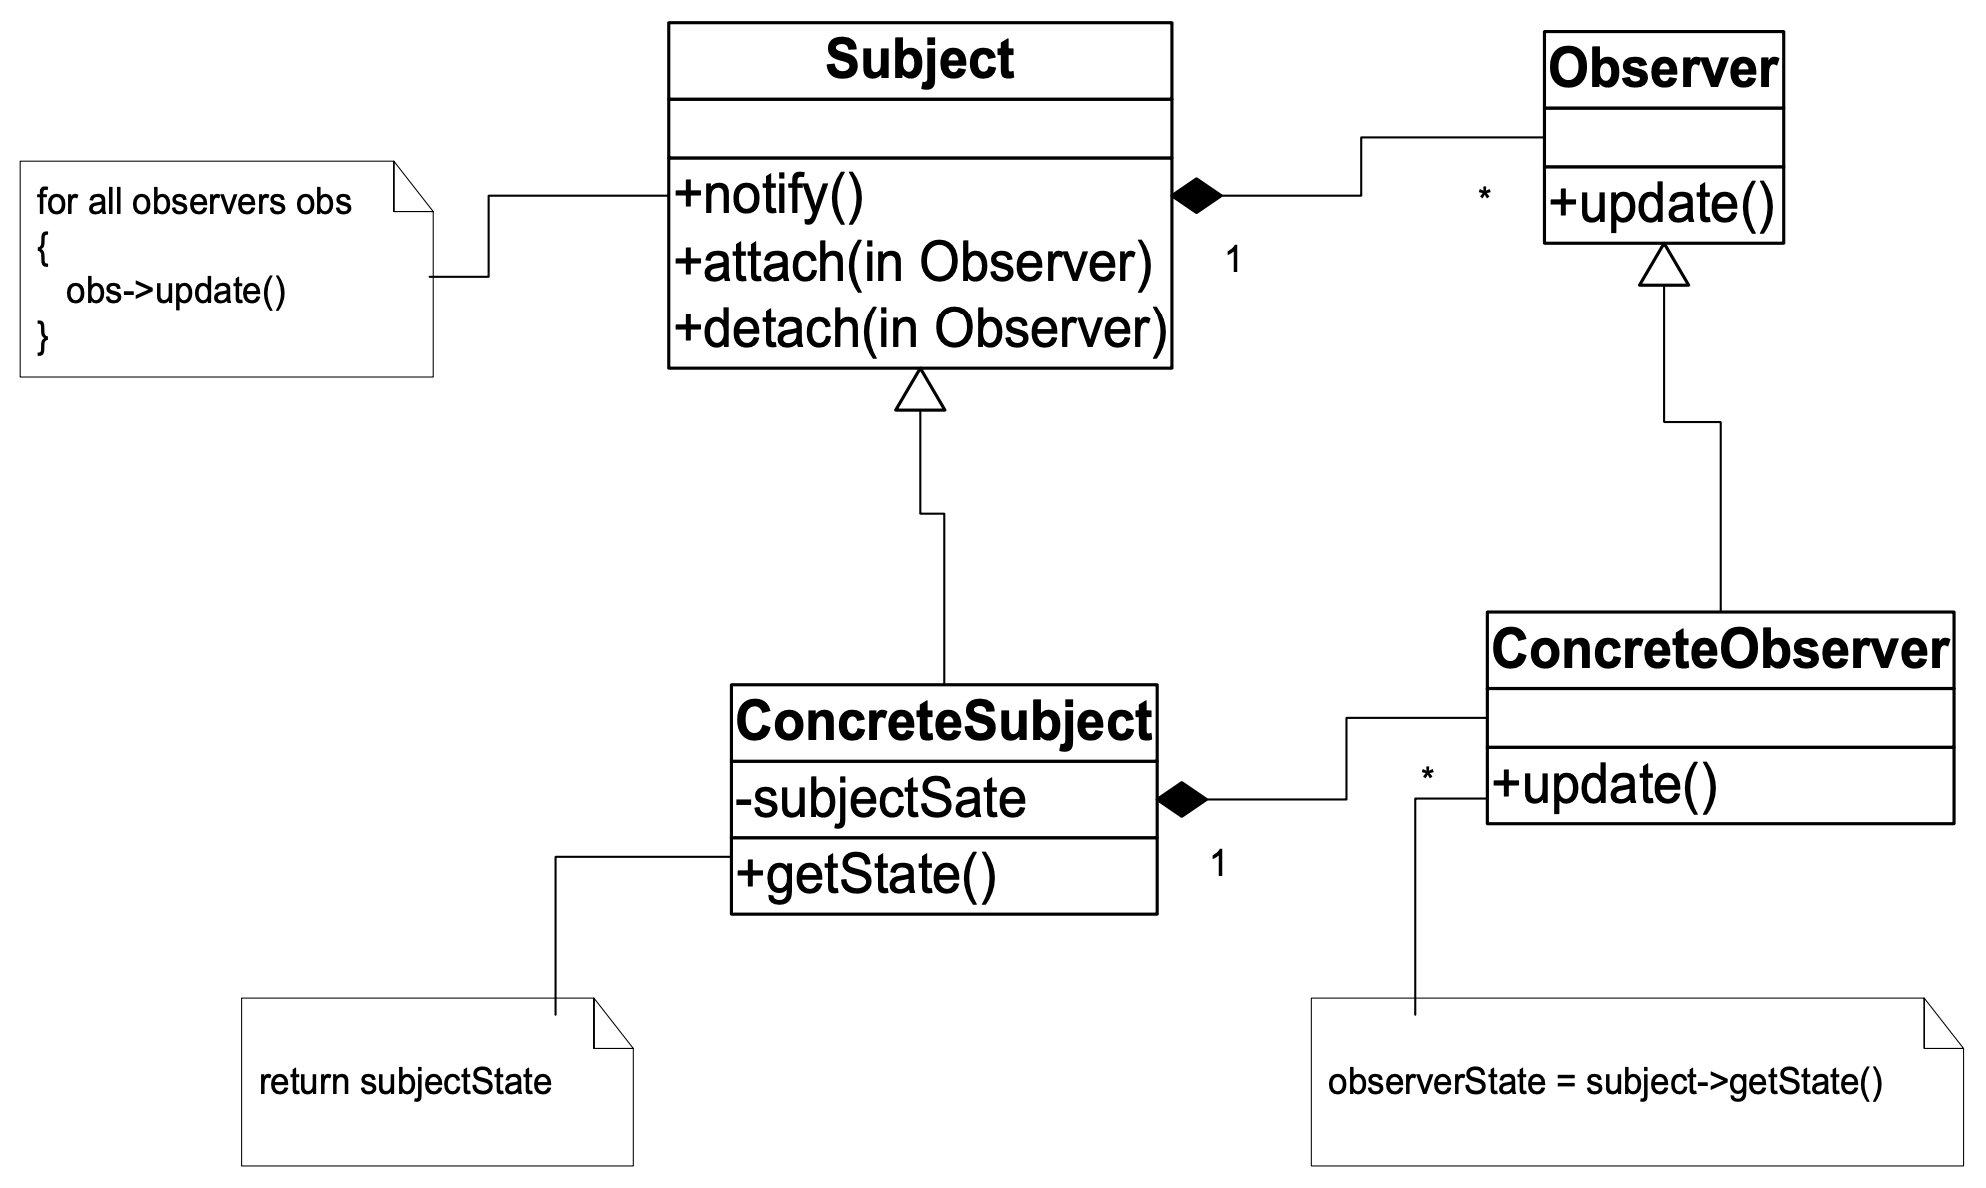 Subject
+notify()
+attach(in Observer)
+detach(in Observer)
Observer
+update()
for all observers obs
{
obs->update()
}
1
*
ConcreteSubject
-subjectSate
+getState()
ConcreteObserver
+update()
1
*
return subjectState
observerState = subject->getState()